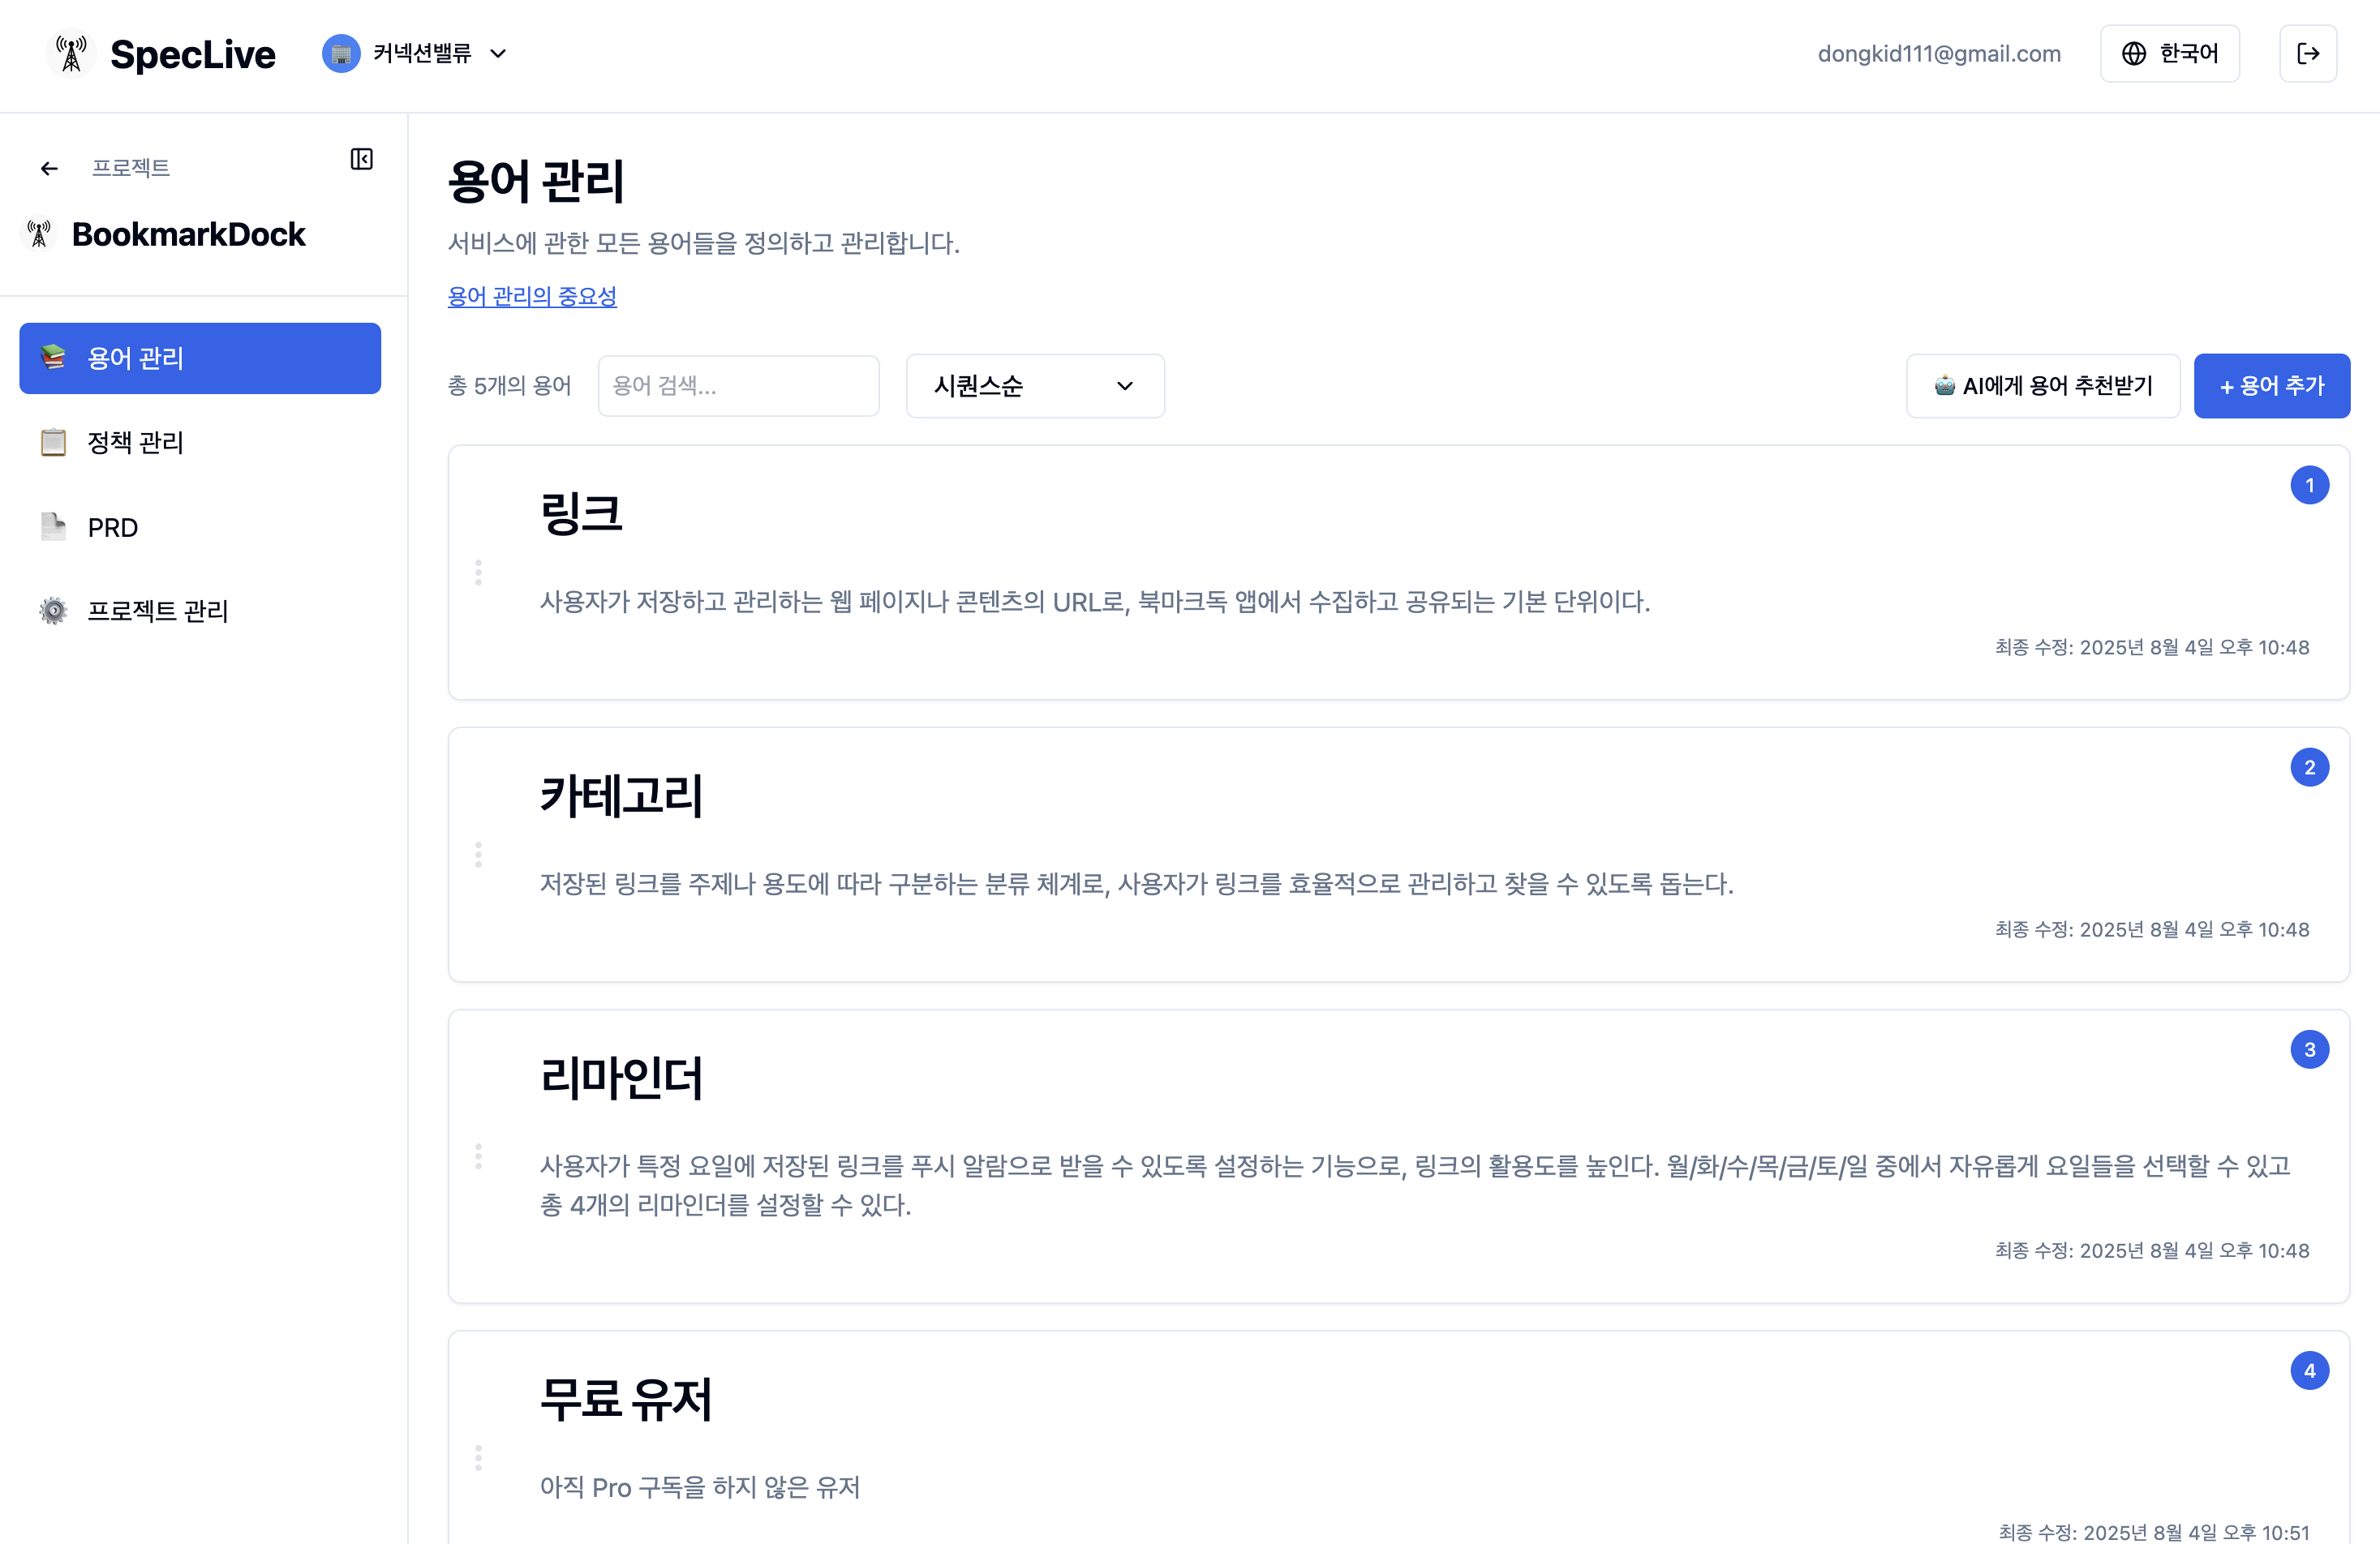 SpecLive
커넥션밸류
dongkid111@gmail.com
한국어
프로젝트
BookmarkDock
용어 관리
정책 관리
PRD
프로젝트 관리
용어 관리
서비스에 관한 모든 용어들을 정의하고 관리합니다.
용어 관리의 중요성
총 5개의 용어
용어 검색...
시퀀스순
AI에게 용어 추천받기
+ 용어 추가
1
링크
사용자가 저장하고 관리하는 웹 페이지나 콘텐츠의 URL로, 북마크독 앱에서 수집하고 공유되는 기본 단위이다.
최종 수정: 2025년 8월 4일 오후 10:48
2
카테고리
저장된 링크를 주제나 용도에 따라 구분하는 분류 체계로, 사용자가 링크를 효율적으로 관리하고 찾을 수 있도록 돕는다.
최종 수정: 2025년 8월 4일 오후 10:48
3
리마인더
사용자가 특정 요일에 저장된 링크를 푸시 알람으로 받을 수 있도록 설정하는 기능으로, 링크의 활용도를 높인다. 월/화/수/목/금/토/일 중에서 자유롭게 요일들을 선택할 수 있고
총 4개의 리마인더를 설정할 수 있다.
최종 수정: 2025년 8월 4일 오후 10:48
4
무료 유저
아직 Pro 구독을 하지 않은 유저
최종 수정: 2025년 8월 4일 오후 10:51